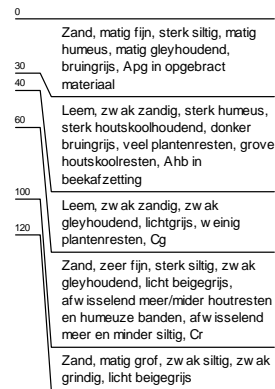 0
Zand, matig fijn, sterk siltig, matig
humeus, matig gleyhoudend,
bruingrijs, Apg in opgebract
materiaal
30
40
Leem, zwak zandig, sterk humeus,
sterk houtskoolhoudend, donker
bruingrijs, veel plantenresten, grove
houtskoolresten, Ahb in
beekafzetting
60
Leem, zwak zandig, zwak
gleyhoudend, lichtgrijs, weinig
plantenresten, Cg
100
Zand, zeer fijn, sterk siltig, zwak
gleyhoudend, licht beigegrijs,
afwisselend meer/mider houtresten
en humeuze banden, afwisselend
meer en minder siltig, Cr
120
Zand, matig grof, zwak siltig, zwak
grindig, licht beigegrijs